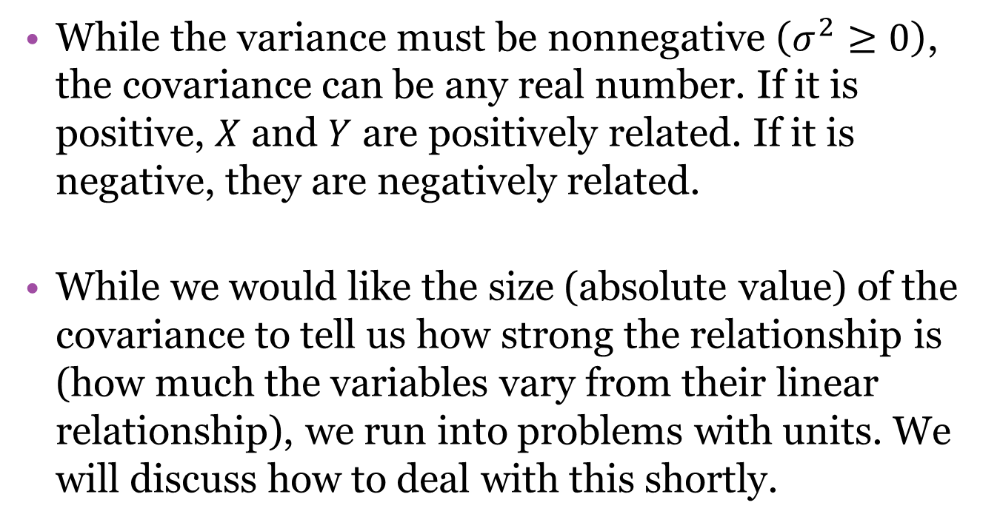 • While the variance must be nonnegative (𝜎² ≥ 0),
the covariance can be any real number. If it is
positive, 𝑋 and 𝑌 are positively related. If it is
negative, they are negatively related.
• While we would like the size (absolute value) of the
covariance to tell us how strong the relationship is
(how much the variables vary from their linear
relationship), we run into problems with units. We
will discuss how to deal with this shortly.